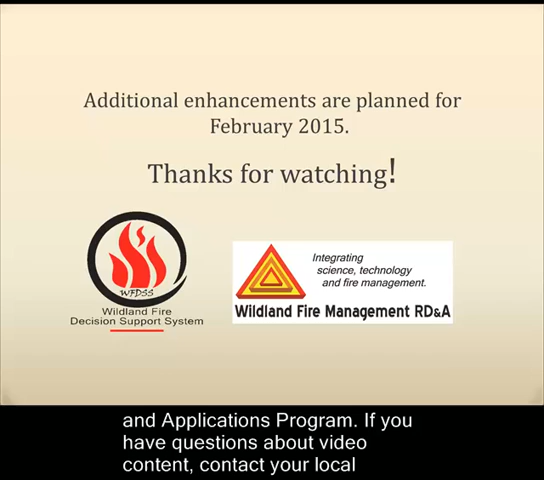 Additional enhancements are planned for
February 2015.
Thanks for watching!
WFDSS
Wildland Fire
Decision Support System
Integrating
science, technology
and fire management.
Wildland Fire Management RD&A
and Applications Program. If you
have questions about video
content, contact your local